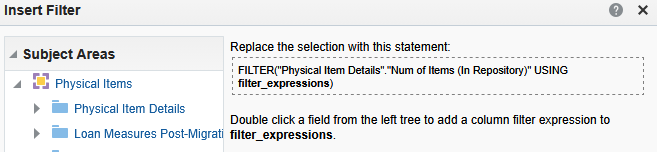 Insert Filter
Subject Areas
Physical Items
Physical Item Details
Loan Measures Post-Migrati
Replace the selection with this statement:
FILTER("Physical Item Details"."Num of Items (In Repository)" USING
filter_expressions)
Double click a field from the left tree to add a column filter expression to
filter_expressions.